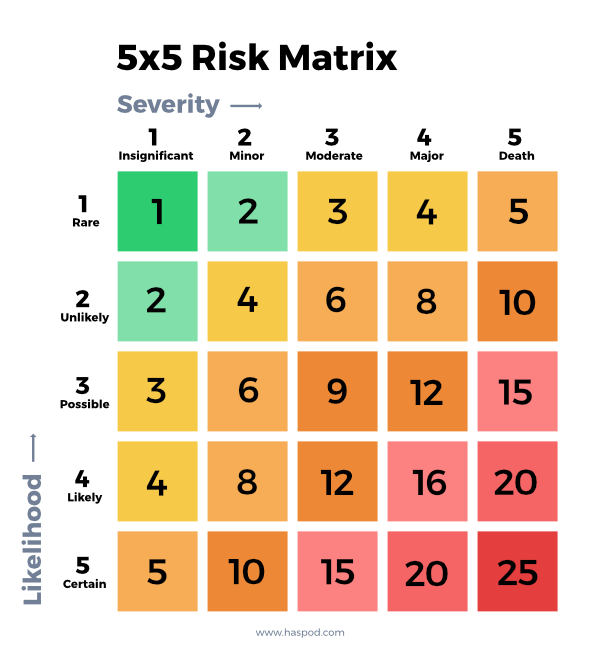 5x5 Risk Matrix
Severity
1 2 3 4 5
Insignificant Minor Moderate Major Death
1
Rare
1 2 3 4 5
2
Unlikely
2 4 6 8 10
3
Possible
3 6 9 12 15
4
Likely
4 8 12 16 20
5
Certain
5 10 15 20 25
Likelihood
www.haspod.com